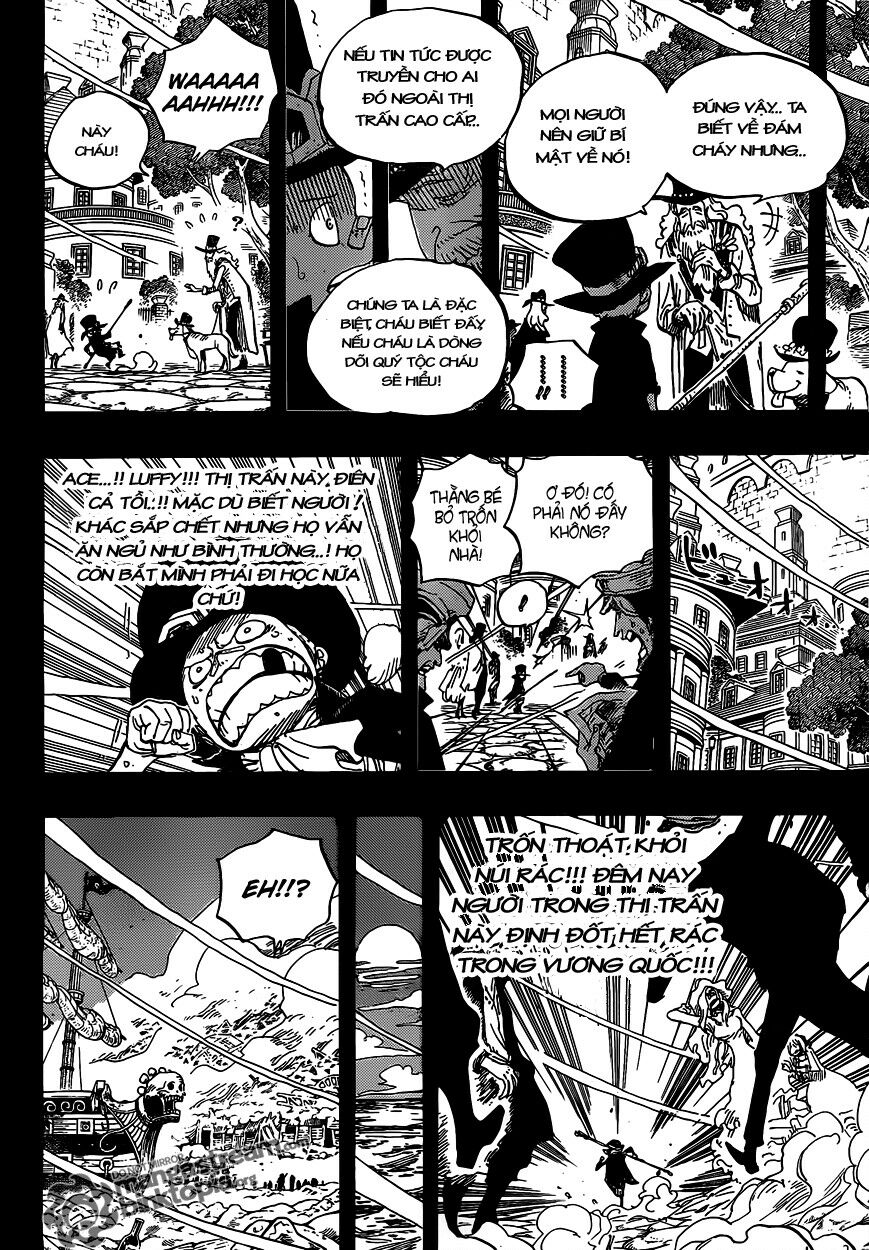 ĐÚNG VẬY.. TA
BIẾT VỀ ĐÁM
CHÁY NHƯNG..
MỌI NGƯỜI
NÊN GIỮ BÍ
MẬT VỀ NÓ!
NẾU TIN TỨC ĐƯỢC
TRUYỀN CHO AI
ĐÓ NGOÀI THỊ
TRẤN CAO CẤP..
CHÚNG TA LÀ ĐẶC
BIỆT, CHÁU BIẾT ĐẤY,
NẾU CHÁU LÀ DÒNG
DÕI QUÝ TỘC CHÁU
SẼ HIỂU!
WAAAAA
AAHHH!!!
NÀY
CHÁU!
?
Ơ ĐÓ! CÓ
PHẢI NÓ ĐẤY
KHÔNG?
THẰNG BÉ
BỎ TRỐN
KHỎI
NHÀ!
!
ACE...!! LUFFY!!! THỊ TRẤN NÀY, ĐIÊN
CẢ TỒI..!! MẶC DÙ BIẾT NGƯỜI
KHÁC SẮP CHẾT NHƯNG HỌ VẪN
ĂN NGỦ NHƯ BÌNH THƯỜNG..! HỌ
CÒN BẮT MÌNH PHẢI ĐI HỌC NỮA
CHỨ!
TRỐN THOÁT KHỎI
NÚI RÁC!!! ĐÊM NAY
NGƯỜI TRONG THỊ TRẤN
NÀY ĐỊNH ĐỐT HẾT RÁC
TRONG VƯƠNG QUỐC!!!
EH!!?
DO NOT MIRROR
mangastream